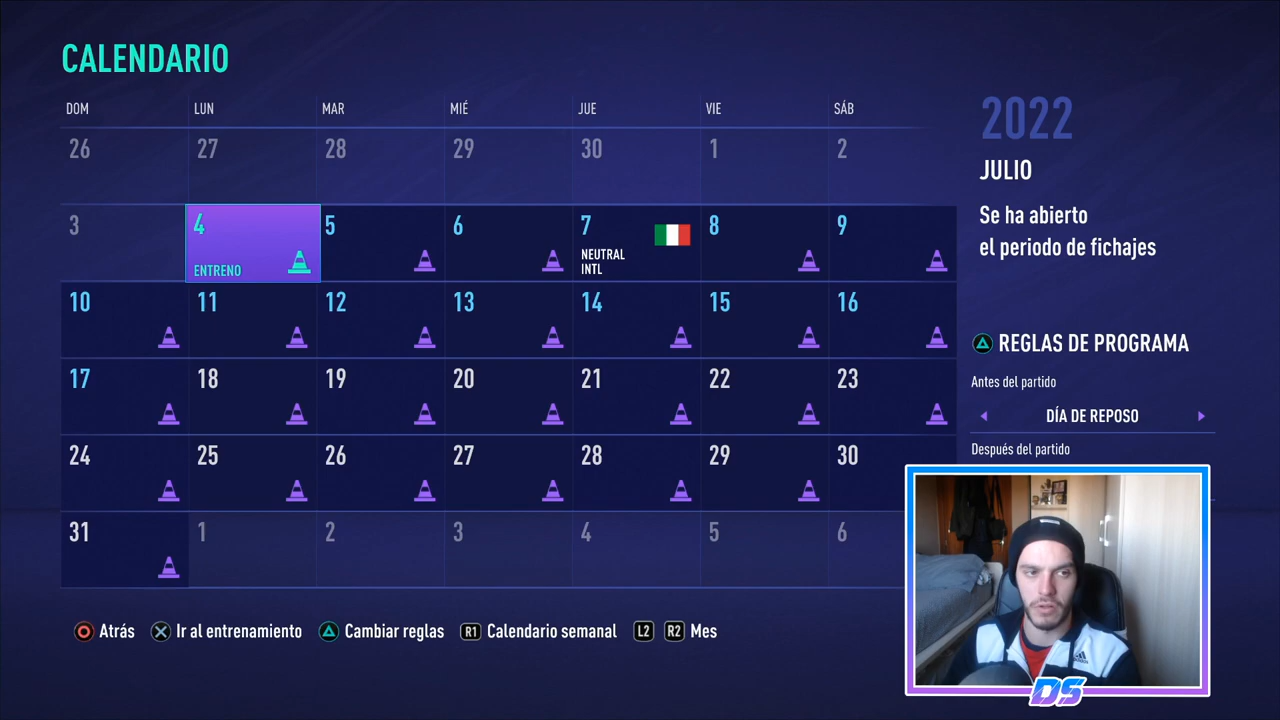 CALENDARIO
DOM LUN MAR MIÉ JUE VIE SÁB
26 27 28 29 30 1 2
3 4 5 6 7 8 9
ENTRENO
NEUTRAL
INTL
10 11 12 13 14 15 16
17 18 19 20 21 22 23
24 25 26 27 28 29 30
31 1 2 3 4 5 6
2022
JULIO
Se ha abierto
el periodo de fichajes
REGLAS DE PROGRAMA
Antes del partido
DÍA DE REPOSO
Después del partido
Atrás Ir al entrenamiento Cambiar reglas R1 Calendario semanal L2 R2 Mes
adidas
DS